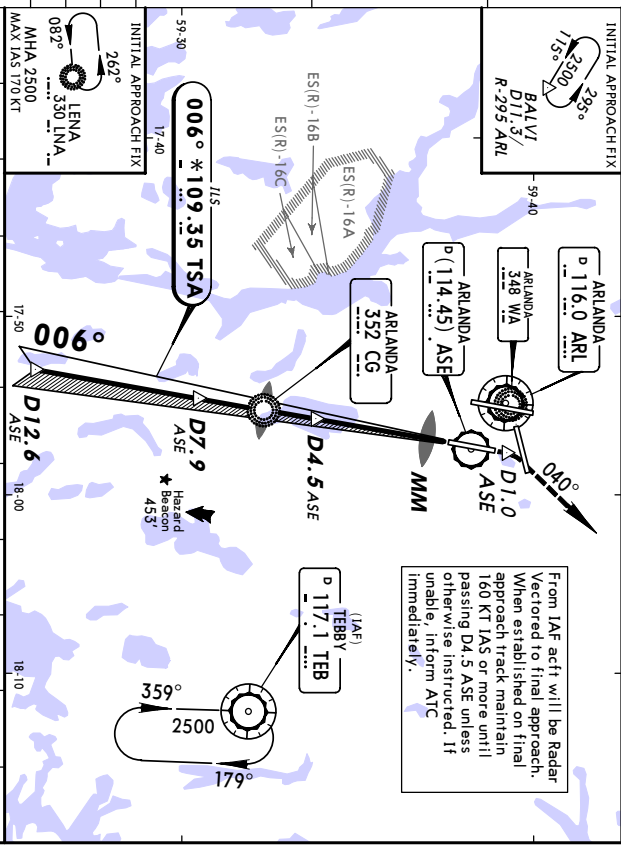 INITIAL APPROACH FIX
115°
2500
295°
BALVI
D11.3/
R-295 ARL
59-40
ARLANDA
D 116.0 ARL
ARLANDA
348 WA
ARLANDA
D (114.45) ASE
040°
D1.0
ASE
MM
From IAF acft will be Radar
Vectored to final approach.
When established on final
approach track maintain
160 KT IAS or more until
passing D4.5 ASE unless
otherwise instructed. If
unable, inform ATC
immediately.
ES(R)-16A
ES(R)-16B
ES(R)-16C
ARLANDA
352 CG
D4.5 ASE
(IAF)
TEBBY
D 117.1 TEB
359°
2500
179°
59-30
17-40
ILS
006° *109.35 TSA
D7.9
ASE
Hazard
Beacon
453'
INITIAL APPROACH FIX
262°
082°
LENA
330 LNA
MHA 2500
MAX IAS 170 KT
17-50
006°
D12.6
ASE
18-00
18-10